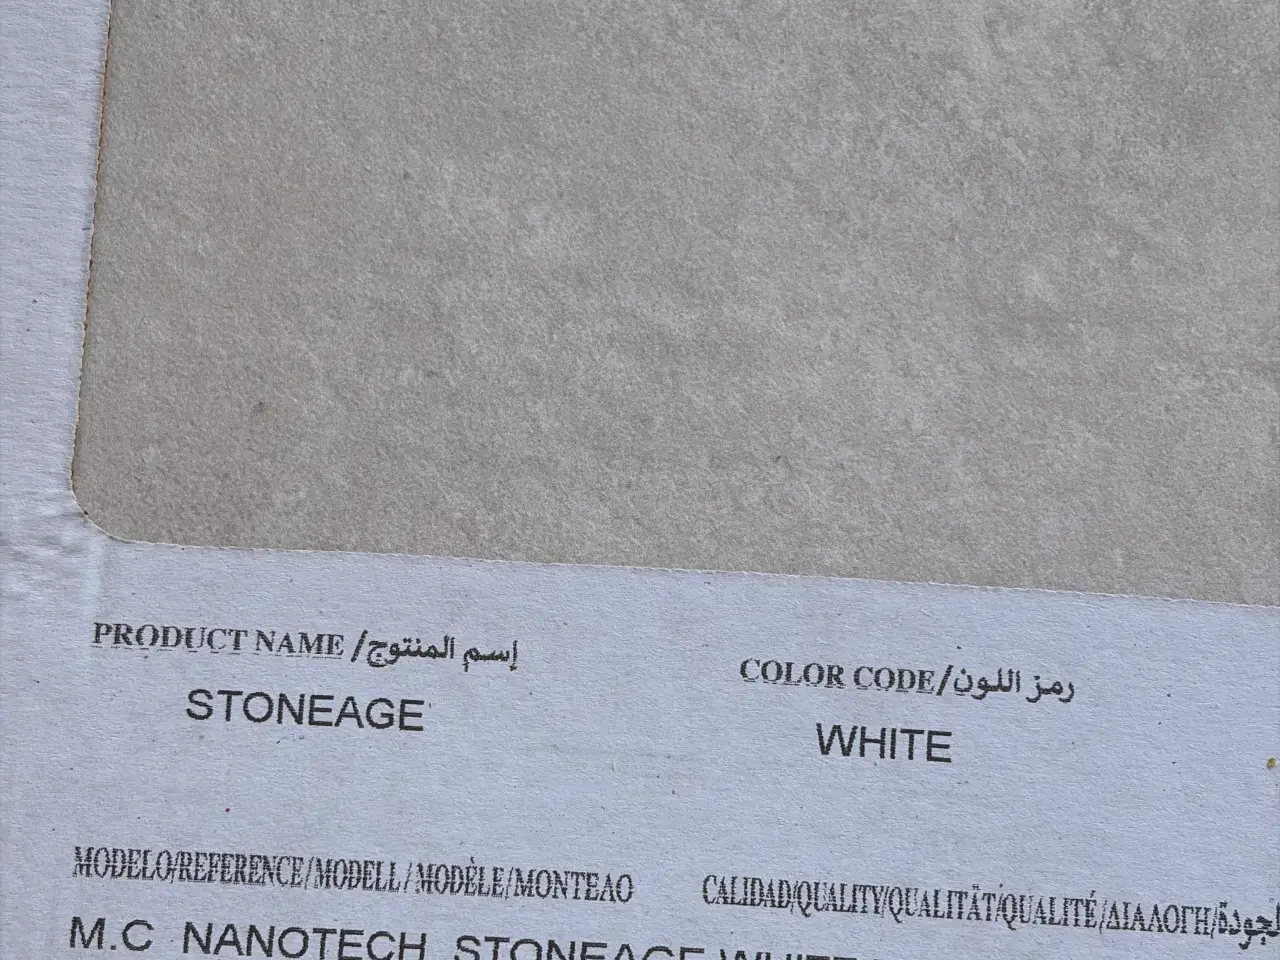 PRODUCT NAME/إسم المنتوج
STONEAGE
COLOR CODE/رمز اللون
WHITE
MODELO/REFERENCE/MODELL/MODÈLE/MONTEAO
CALIDAD/QUALITY/QUALITÄT/QUALITÉ/ΔΙΑΛΟΓΗ/الجودة
M.C NANOTECH STONEAGE WHITE